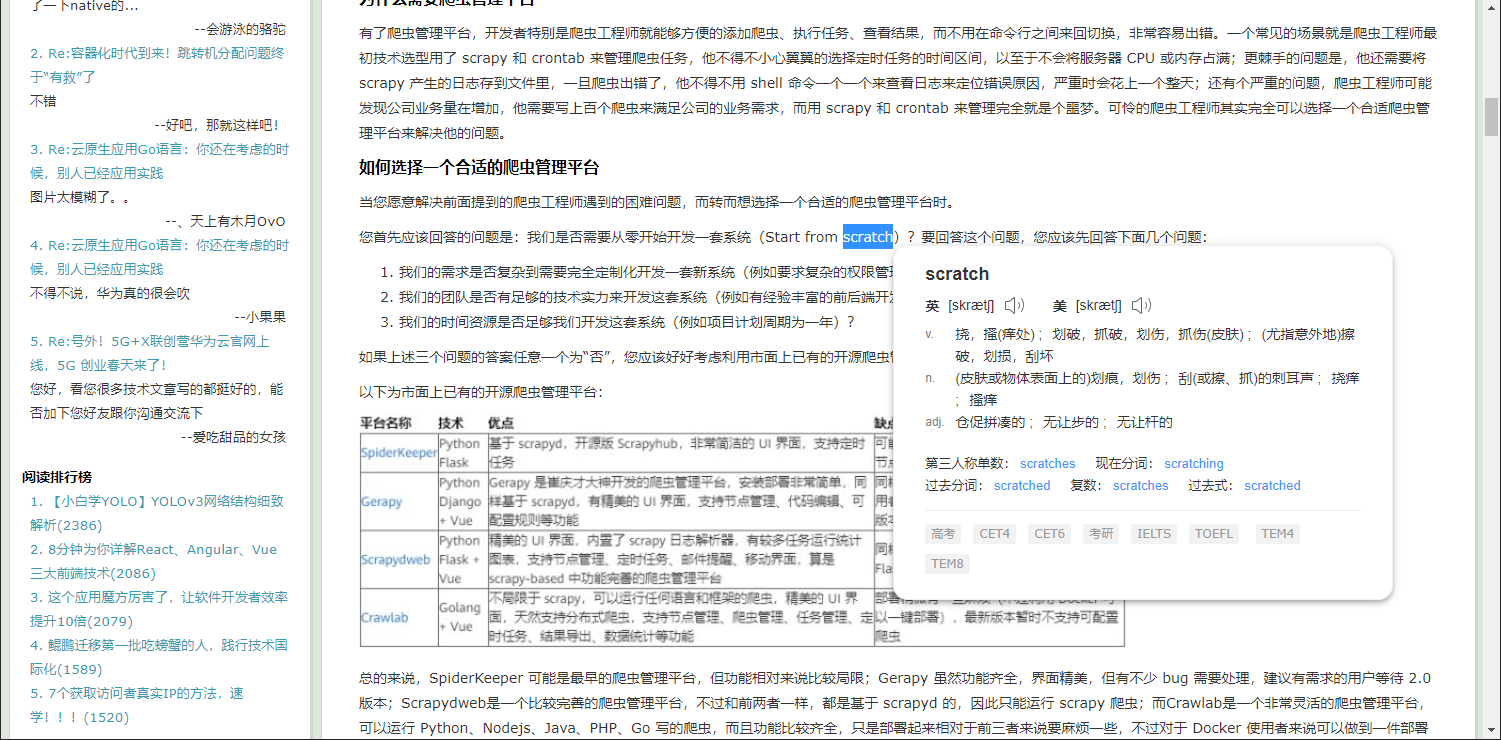 了一下native的...
--会游泳的骆驼
2. Re:容器化时代到来！跳转机分配问题终
于“有救”了
不错
--好吧，那就这样吧！
3. Re:云原生应用Go语言：你还在考虑的时
候，别人已经应用实践
图片太模糊了。。
--、天上有木月OvO
4. Re:云原生应用Go语言：你还在考虑的时
候，别人已经应用实践
不得不说，华为真的很会吹
--小果果
5. Re:号外！5G+X联创营华为云官网上
线，5G 创业春天来了！
您好，看您很多技术文章写的都挺好的，能
否加下您好友跟你沟通交流下
--爱吃甜品的女孩
阅读排行榜
1. 【小白学YOLO】YOLOv3网络结构细致
解析(2386)
2. 8分钟为你详解React、Angular、Vue
三大前端技术(2086)
3. 这个应用魔方厉害了，让软件开发者效率
提升10倍(2079)
4. 鲲鹏迁移第一批吃螃蟹的人，践行技术国
际化(1589)
5. 7个获取访问者真实IP的方法，速
学！！！(1520)
为什么需要爬虫管理平台
有了爬虫管理平台，开发者特别是爬虫工程师就能够方便的添加爬虫、执行任务、查看结果，而不用在命令行之间来回切换，非常容易出错。一个常见的场景就是爬虫工程师最
初技术选型用了 scrapy 和 crontab 来管理爬虫任务，他不得不小心翼翼的选择定时任务的时间区间，以至于不会将服务器 CPU 或内存占满；更棘手的问题是，他还需要将
scrapy 产生的日志存到文件里，一旦爬虫出错了，他不得不用 shell 命令一个一个来查看日志来定位错误原因，严重时会花上一个整天；还有个严重的问题，爬虫工程师可能
发现公司业务量在增加，他需要写上百个爬虫来满足公司的业务需求，而用 scrapy 和 crontab 来管理完全就是个噩梦。可怜的爬虫工程师其实完全可以选择一个合适爬虫管
理平台来解决他的问题。
如何选择一个合适的爬虫管理平台
当您愿意解决前面提到的爬虫工程师遇到的困难问题，而转而想选择一个合适的爬虫管理平台时。
您首先应该回答的问题是：我们是否需要从零开始开发一套系统（Start from scratch）？要回答这个问题，您应该先回答下面几个问题：
1. 我们的需求是否复杂到需要完全定制化开发一套新系统（例如要求复杂的权限管
2. 我们的团队是否有足够的技术实力来开发这套系统（例如有经验丰富的前后端开
3. 我们的时间资源是否足够我们开发这套系统（例如项目计划周期为一年）？
如果上述三个问题的答案任意一个为“否”，您应该好好考虑利用市面上已有的开源爬虫
以下为市面上已有的开源爬虫管理平台：
平台名称 技术 优点 缺点
SpiderKeeper Python Flask 基于 scrapyd，开源版 Scrapyhub，非常简洁的 UI 界面，支持定时
任务
Gerapy Python Django + Vue Gerapy 是崔庆才大神开发的爬虫管理平台，安装部署非常简单，同
样基于 scrapyd，有精美的 UI 界面，支持节点管理、代码编辑、可
配置规则等功能
Scrapydweb Python Flask + Vue 精美的 UI 界面，内置了 scrapy 日志解析器，有较多任务运行统计
图表，支持节点管理、定时任务、邮件提醒、移动界面，算是
scrapy-based 中功能完善的爬虫管理平台
Crawlab Golang + Vue 不局限于 scrapy，可以运行任何语言和框架的爬虫，精美的 UI 界
面，天然支持分布式爬虫，支持节点管理、爬虫管理、任务管理、定
时任务、结果导出、数据统计等功能
以一键部署），最新版本暂时不支持可配置
爬虫
总的来说，SpiderKeeper 可能是最早的爬虫管理平台，但功能相对来说比较局限；Gerapy 虽然功能齐全，界面精美，但有不少 bug 需要处理，建议有需求的用户等待 2.0
版本；Scrapydweb是一个比较完善的爬虫管理平台，不过和前两者一样，都是基于 scrapyd 的，因此只能运行 scrapy 爬虫；而Crawlab是一个非常灵活的爬虫管理平台，
可以运行 Python、Nodejs、Java、PHP、Go 写的爬虫，而且功能比较齐全，只是部署起来相对于前三者来说要麻烦一些，不过对于 Docker 使用者来说可以做到一件部署
scratch
英 [skrætʃ] 美 [skrætʃ]
v. 挠，搔(痒处)； 划破，抓破，划伤，抓伤(皮肤)； (尤指意外地)擦
破，划损，刮坏
n. (皮肤或物体表面上的)划痕，划伤； 刮(或擦、抓)的刺耳声； 挠痒
； 搔痒
adj. 仓促拼凑的； 无让步的； 无让杆的
第三人称单数： scratches 现在分词： scratching
过去分词： scratched 复数： scratches 过去式： scratched
高考 CET4 CET6 考研 IELTS TOEFL TEM4
TEM8